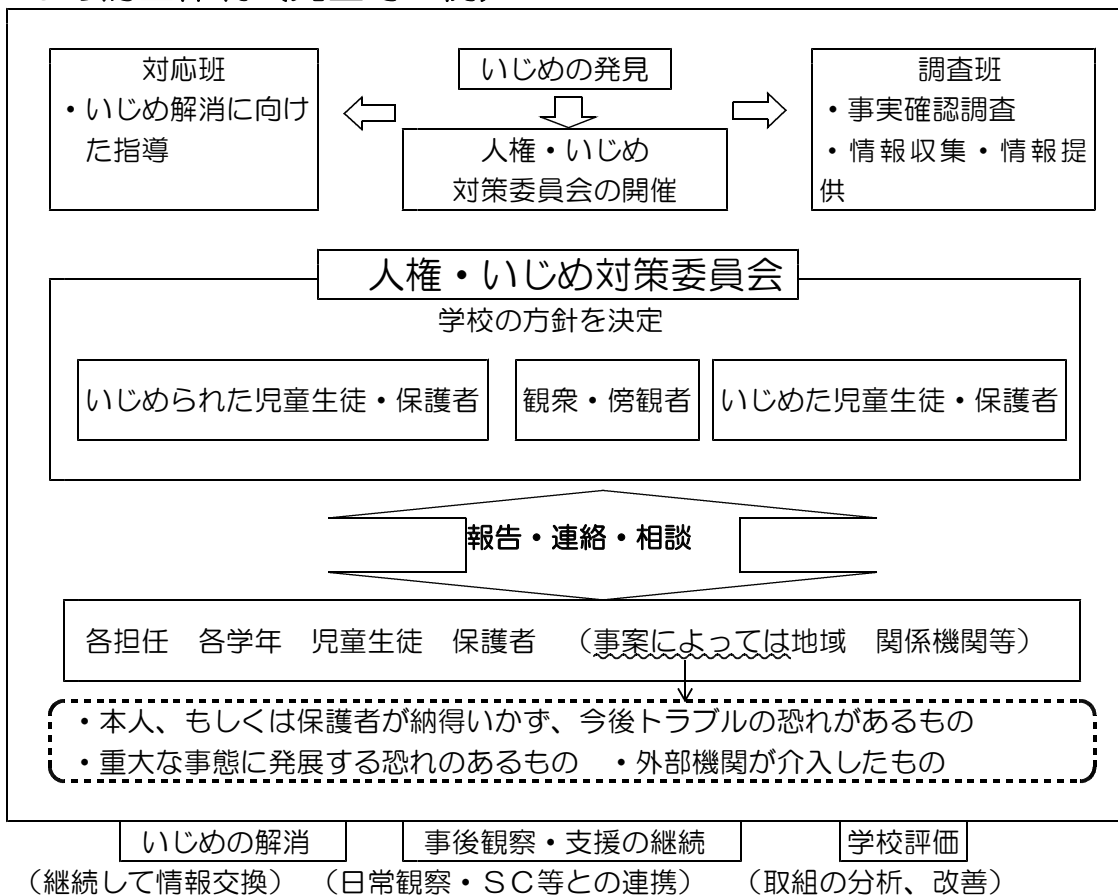 対応班
・いじめ解消に向け
た指導
いじめの発見
人権・いじめ
対策委員会の開催
調査班
・事実確認調査
・情報収集・情報提
供
人権・いじめ対策委員会
学校の方針を決定
いじめられた児童生徒・保護者
観衆・傍観者
いじめた児童生徒・保護者
報告・連絡・相談
各担任　各学年　児童生徒　保護者　（事案によっては地域　関係機関等）
・本人、もしくは保護者が納得いかず、今後トラブルの恐れがあるもの
・重大な事態に発展する恐れのあるもの　・外部機関が介入したもの
いじめの解消
事後観察・支援の継続
学校評価
（継続して情報交換）
（日常観察・ＳＣ等との連携）
（取組の分析、改善）